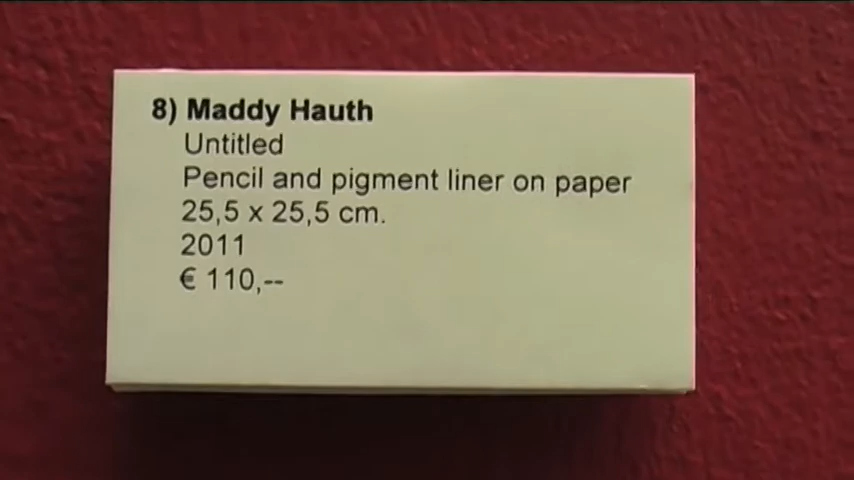 8) Maddy Hauth
Untitled
Pencil and pigment liner on paper
25,5 x 25,5 cm.
2011
€ 110,--